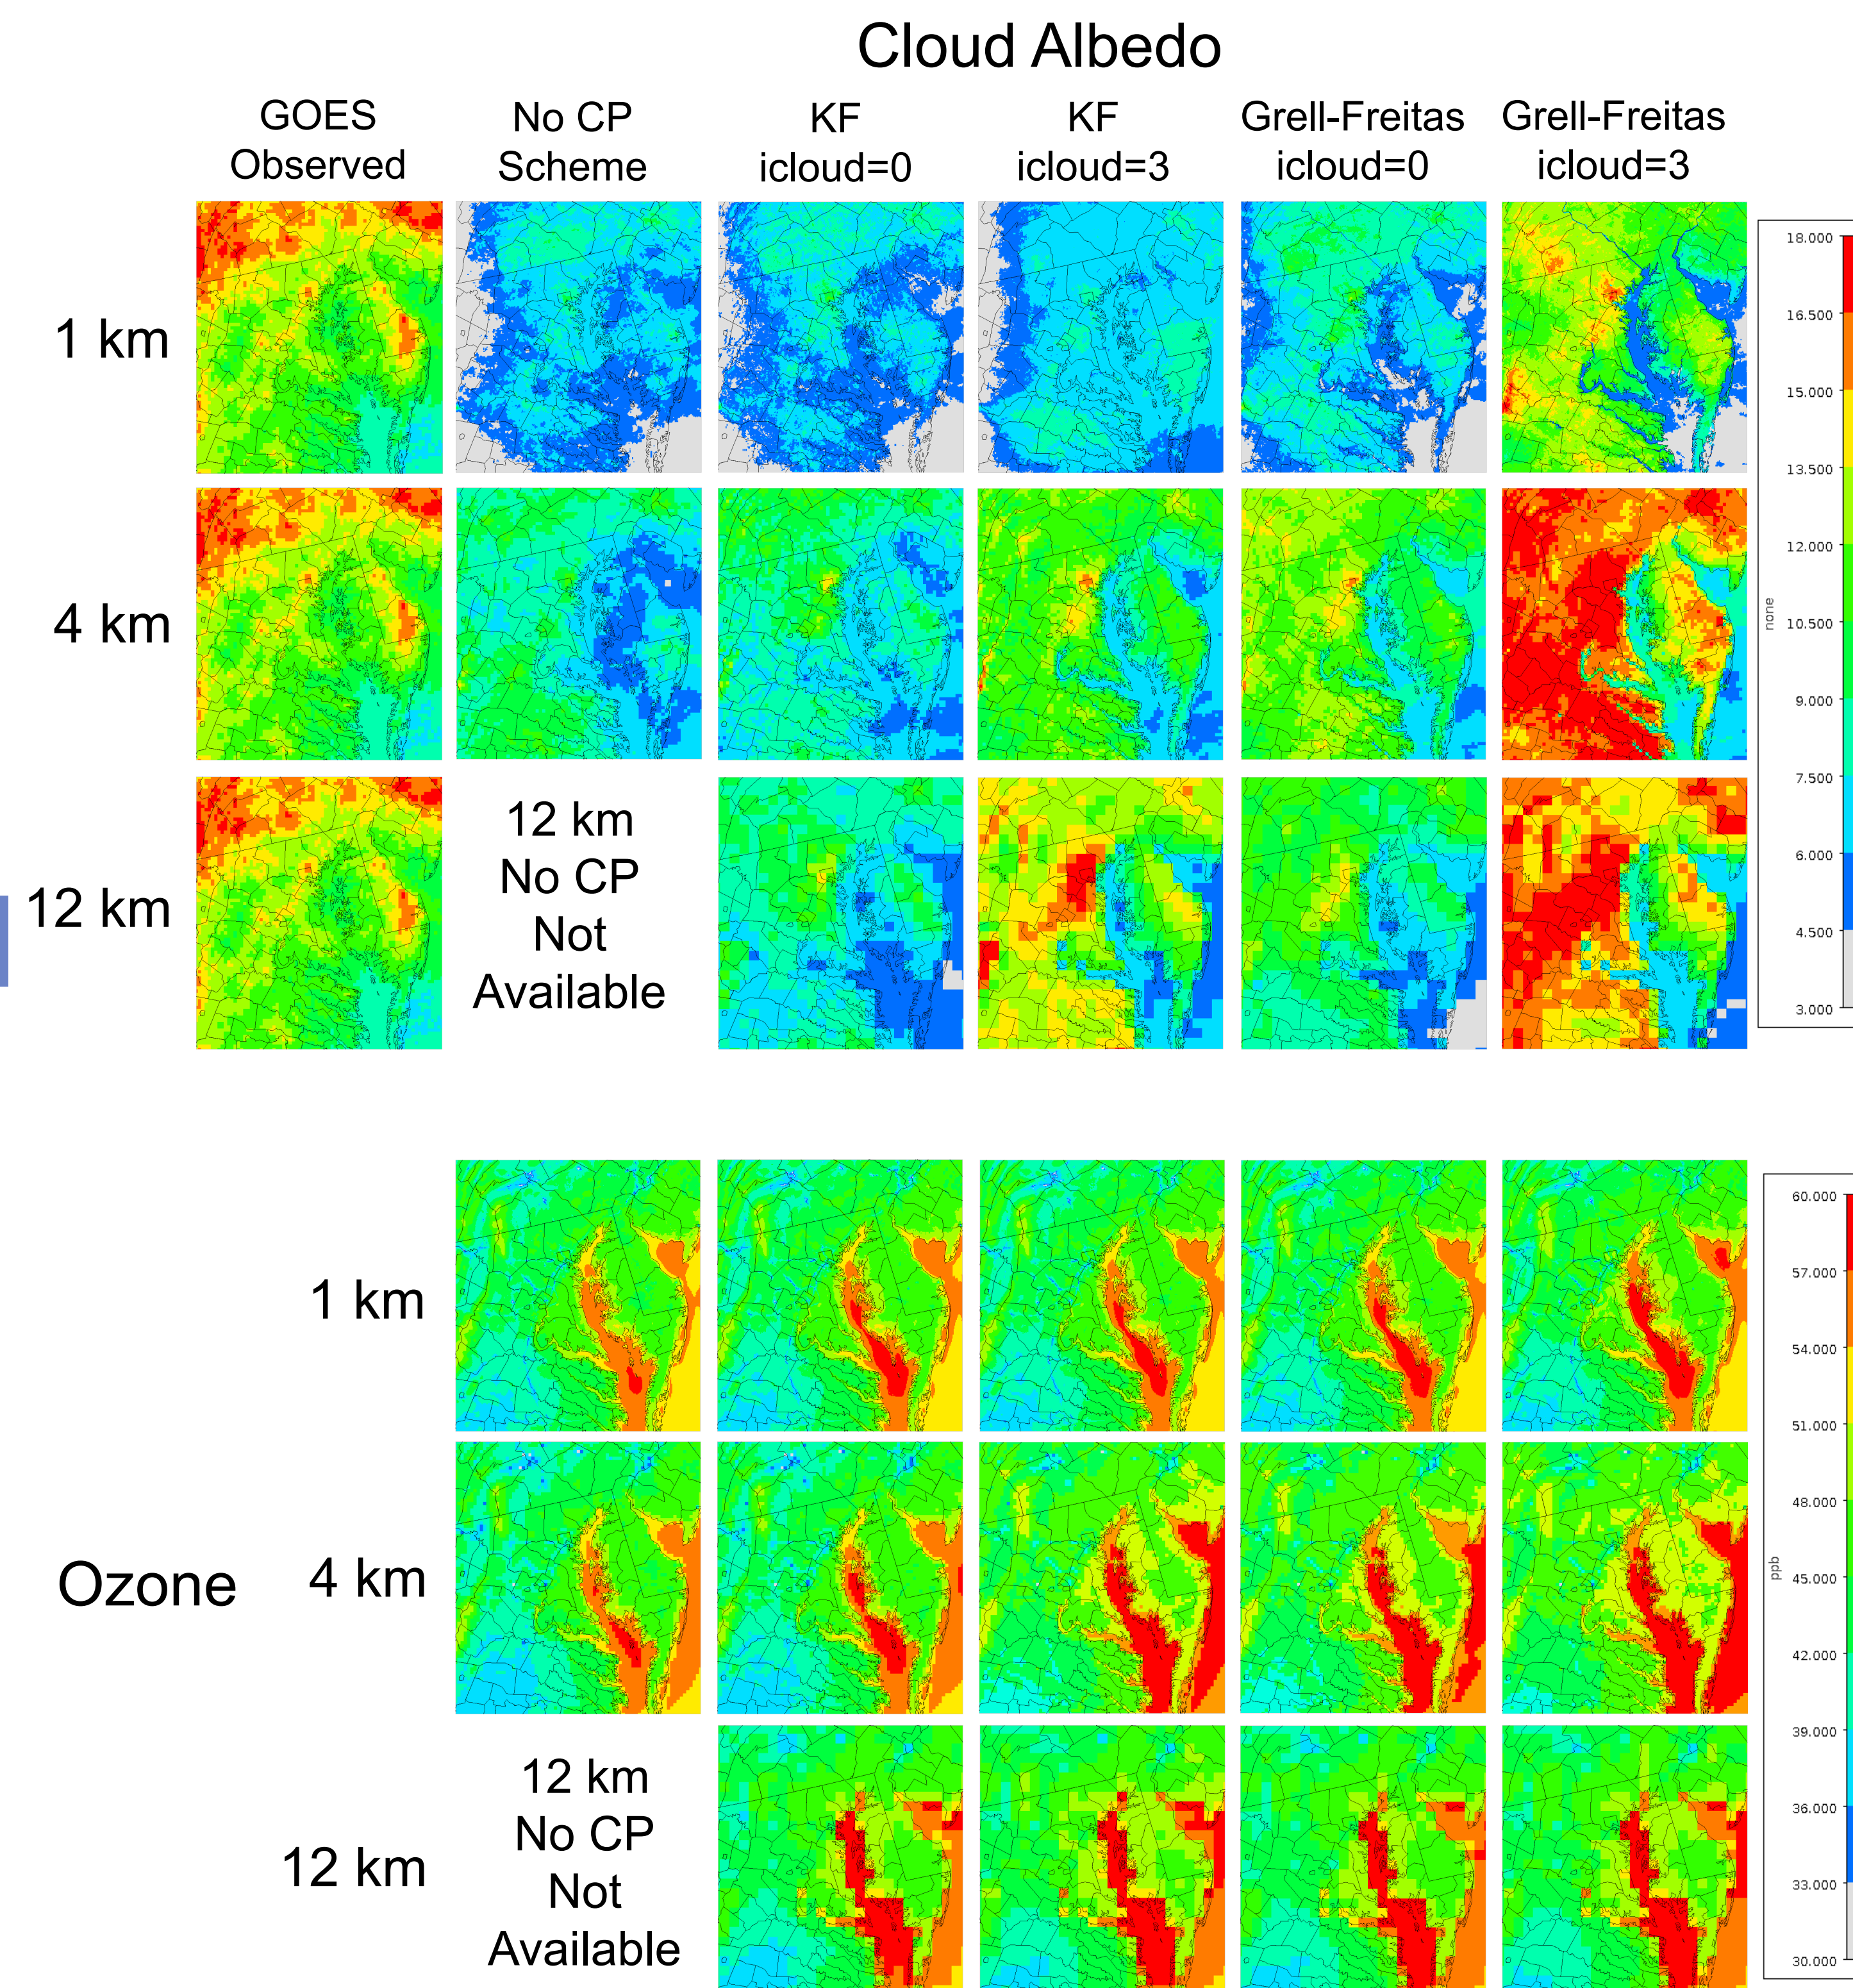 Cloud Albedo
GOES
Observed
No CP
Scheme
KF
icloud=0
KF
icloud=3
Grell-Freitas
icloud=0
Grell-Freitas
icloud=3
1 km
4 km
12 km
12 km
No CP
Not
Available
18.000
16.500
15.000
13.500
12.000
none
10.500
9.000
7.500
6.000
4.500
3.000
Ozone
1 km
4 km
12 km
12 km
No CP
Not
Available
60.000
57.000
54.000
51.000
48.000
ppb
45.000
42.000
39.000
36.000
33.000
30.000